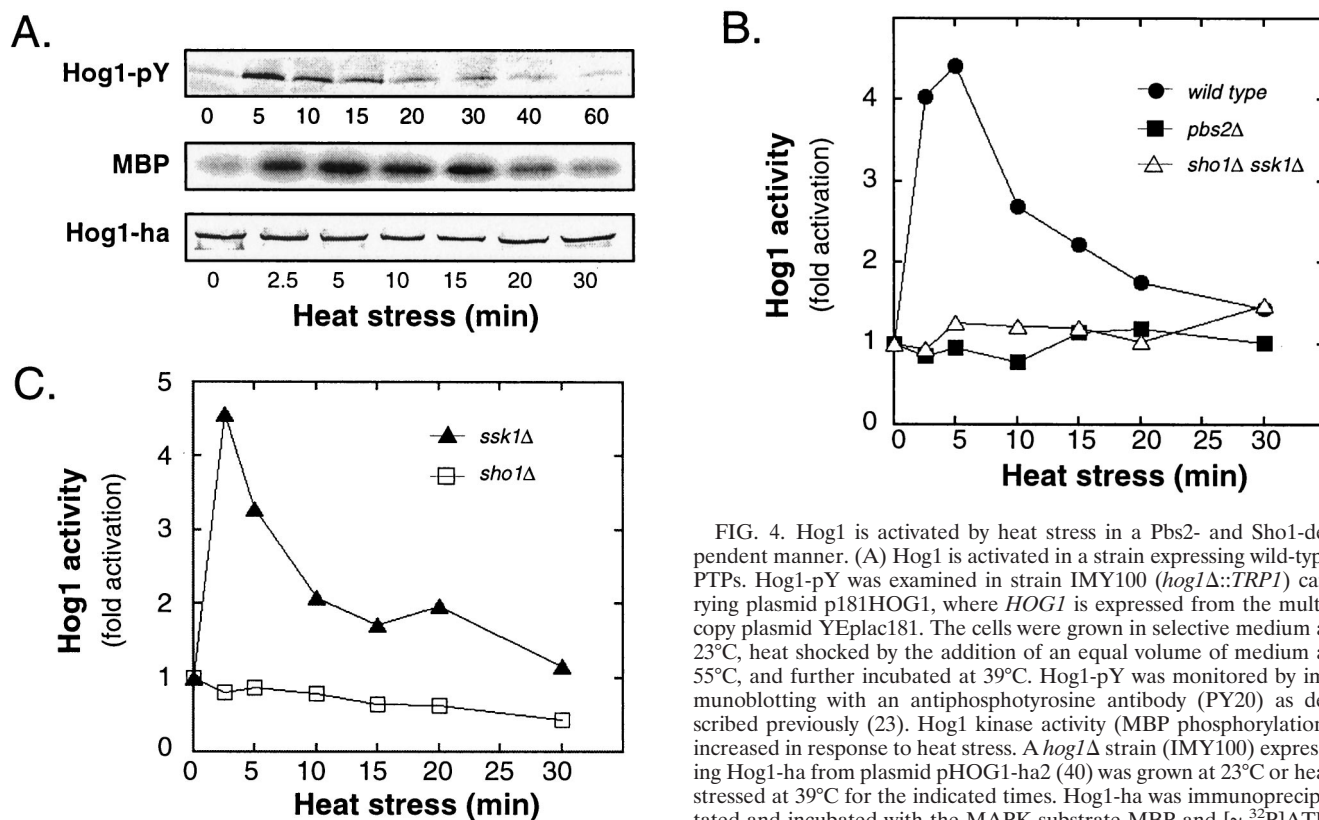 A.
Hog1-pY
0 5 10 15 20 30 40 60
MBP
Hog1-ha
0 2.5 5 10 15 20 30
Heat stress (min)
B.
Hog1 activity
(fold activation)
4
3
2
1
0
wild type
pbs2Δ
sho1Δ ssk1Δ
0 5 10 15 20 25 30
Heat stress (min)
C.
Hog1 activity
(fold activation)
5
4
3
2
1
0
ssk1Δ
sho1Δ
0 5 10 15 20 25 30
Heat stress (min)
FIG. 4. Hog1 is activated by heat stress in a Pbs2- and Sho1-de
pendent manner. (A) Hog1 is activated in a strain expressing wild-typ
PTPs. Hog1-pY was examined in strain IMY100 (hog1Δ::TRP1) car
rying plasmid p181HOG1, where HOG1 is expressed from the mult
copy plasmid YEplac181. The cells were grown in selective medium a
23°C, heat shocked by the addition of an equal volume of medium a
55°C, and further incubated at 39°C. Hog1-pY was monitored by im
munoblotting with an antiphosphotyrosine antibody (PY20) as de
scribed previously (23). Hog1 kinase activity (MBP phosphorylation
increased in response to heat stress. A hog1Δ strain (IMY100) expres
ing Hog1-ha from plasmid pHOG1-ha2 (40) was grown at 23°C or hea
stressed at 39°C for the indicated times. Hog1-ha was immunoprecip
tated and incubated with the MAPK substrate MBP and